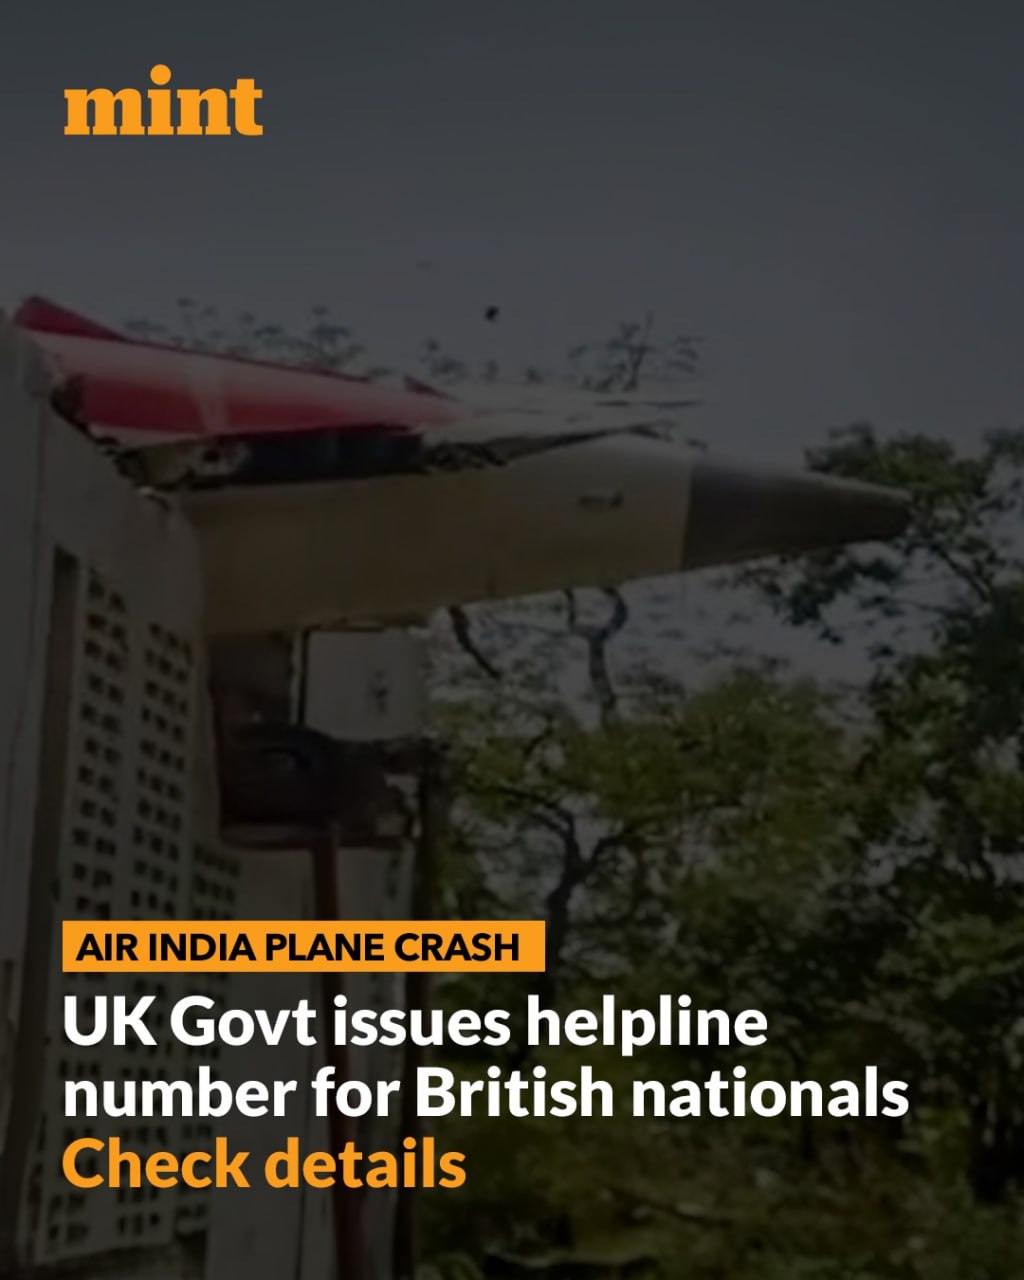 mint
AIR INDIA PLANE CRASH
UK Govt issues helpline
number for British nationals
Check details